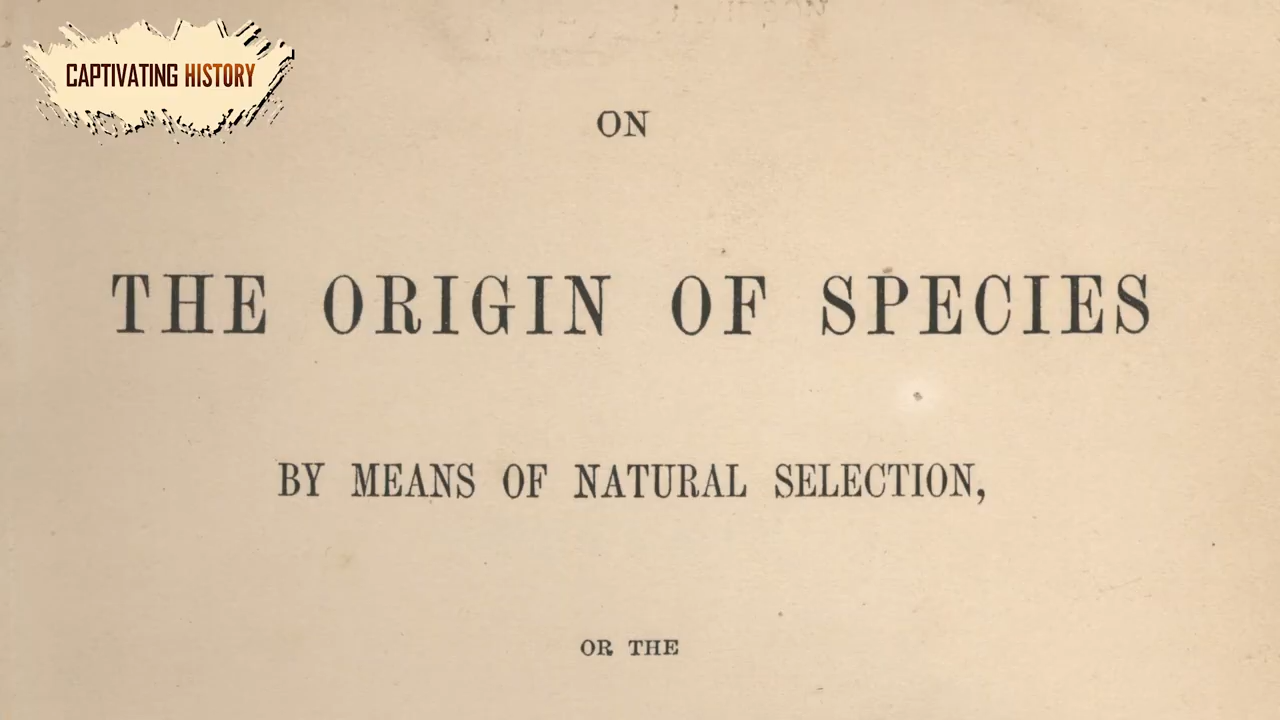 CAPTIVATING HISTORY
ON
THE ORIGIN OF SPECIES
BY MEANS OF NATURAL SELECTION,
OR THE